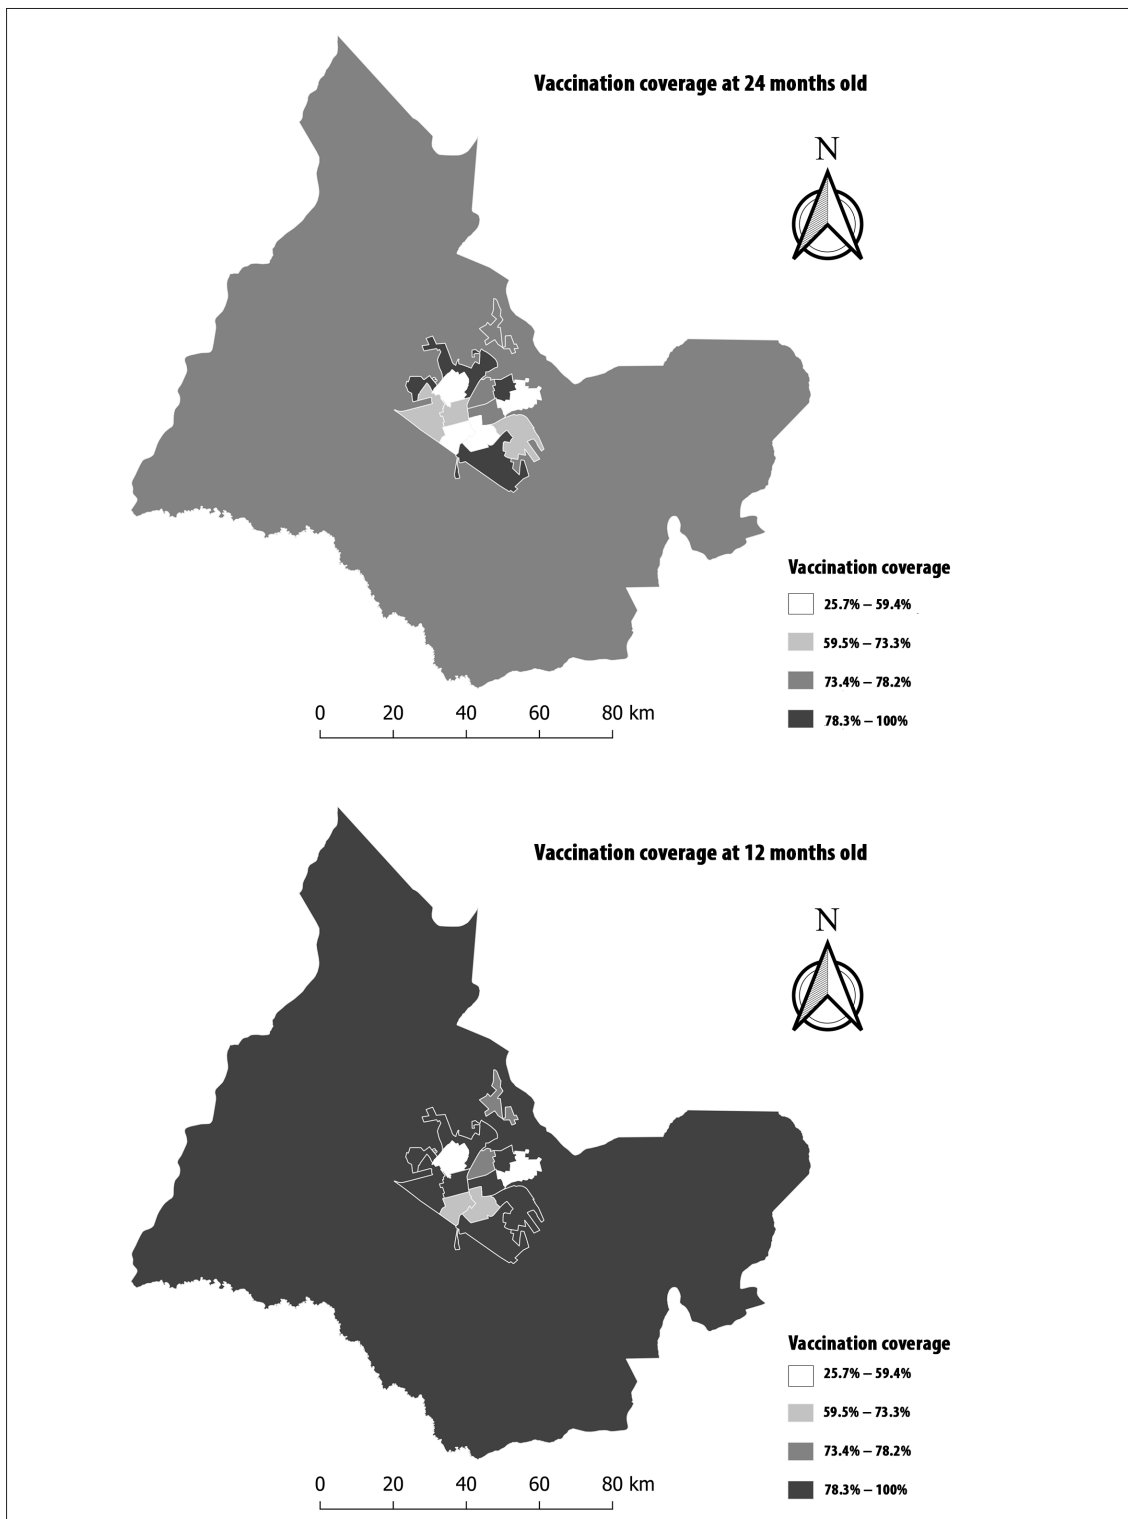 Vaccination coverage at 24 months old
N
Vaccination coverage
25.7% – 59.4%
59.5% – 73.3%
73.4% – 78.2%
78.3% – 100%
0 20 40 60 80 km
Vaccination coverage at 12 months old
N
Vaccination coverage
25.7% – 59.4%
59.5% – 73.3%
73.4% – 78.2%
78.3% – 100%
0 20 40 60 80 km